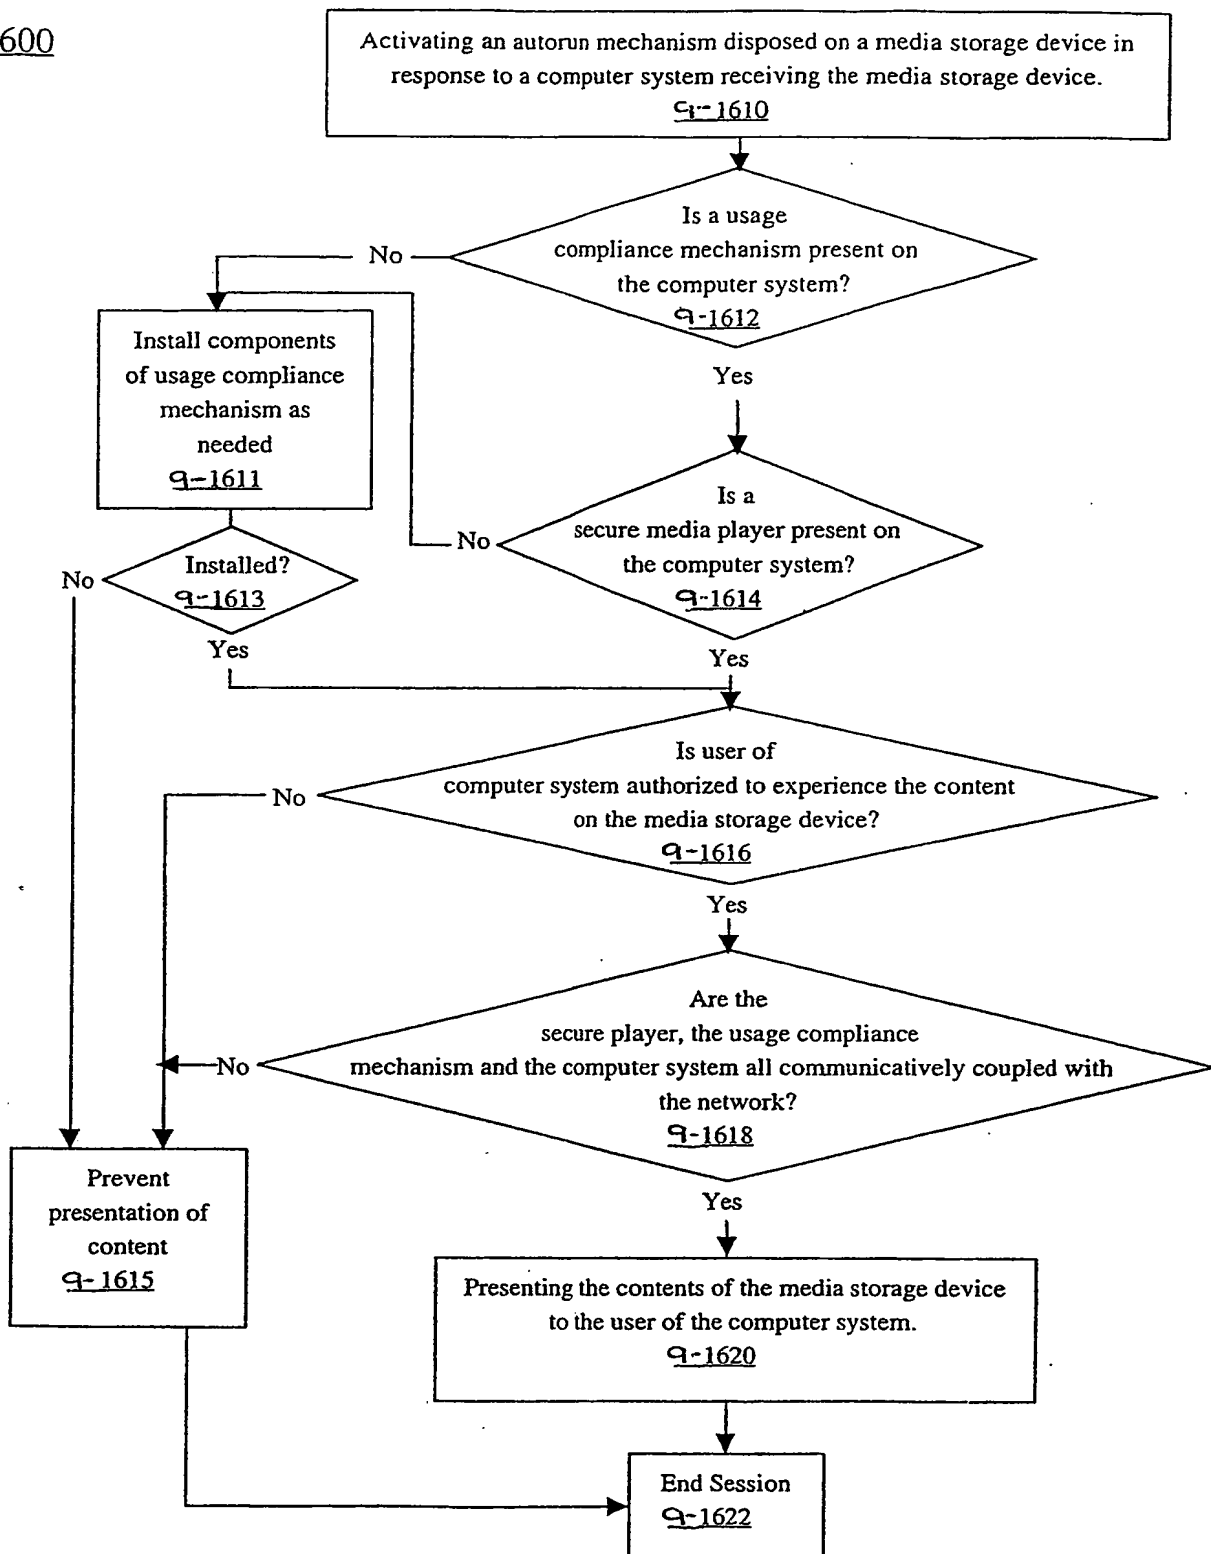 600
Activating an autorun mechanism disposed on a media storage device in
response to a computer system receiving the media storage device.
9-1610
Is a usage
compliance mechanism present on
the computer system?
9-1612
No
Yes
Install components
of usage compliance
mechanism as
needed
9-1611
Is a
secure media player present on
the computer system?
9-1614
No
Installed?
9-1613
No
Yes
Yes
Is user of
computer system authorized to experience the content
on the media storage device?
9-1616
No
Yes
Are the
secure player, the usage compliance
mechanism and the computer system all communicatively coupled with
the network?
9-1618
No
Yes
Prevent
presentation of
content
9-1615
Presenting the contents of the media storage device
to the user of the computer system.
9-1620
End Session
9-1622